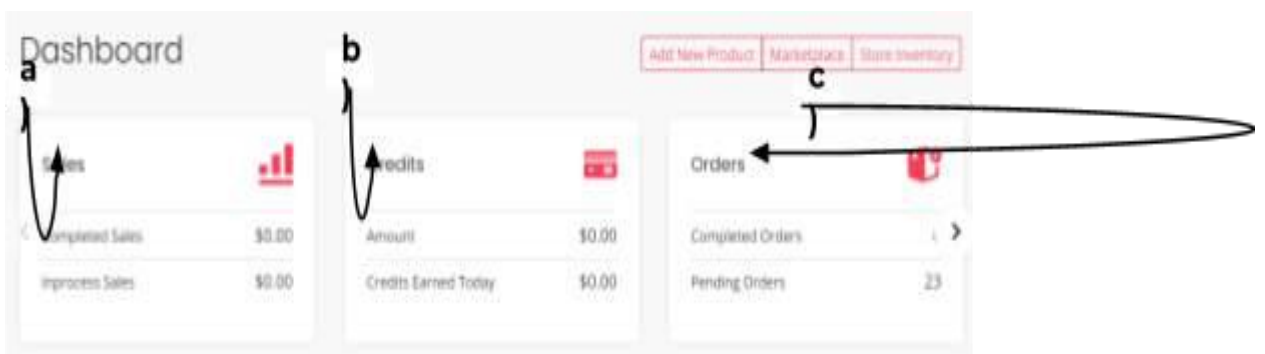 Dashboard
a
)
b
)
Add New Product Marketplace Store Inventory
c
)
Sales
Completed Sales $0.00
Inprocess Sales $0.00
Credits
Amount $0.00
Credits Earned Today $0.00
Orders
Completed Orders
Pending Orders 23